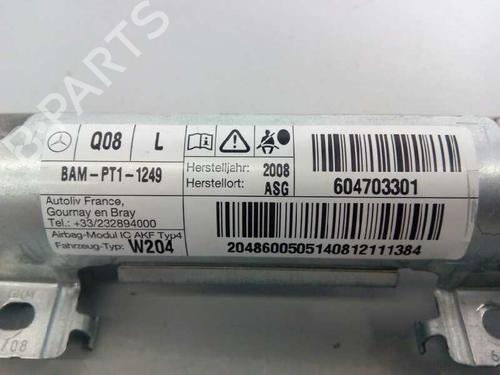 B-PARTS
Q08 L
BAM-PT1-1249
Herstelljahr: 2008
Herstellort: ASG
604703301
Autoliv France,
Gournay en Bray
Tel.: +33/232894000
Airbag-Modul IC AKF Typ4
Fahrzeug-Typ: W204
2048600505140812111384